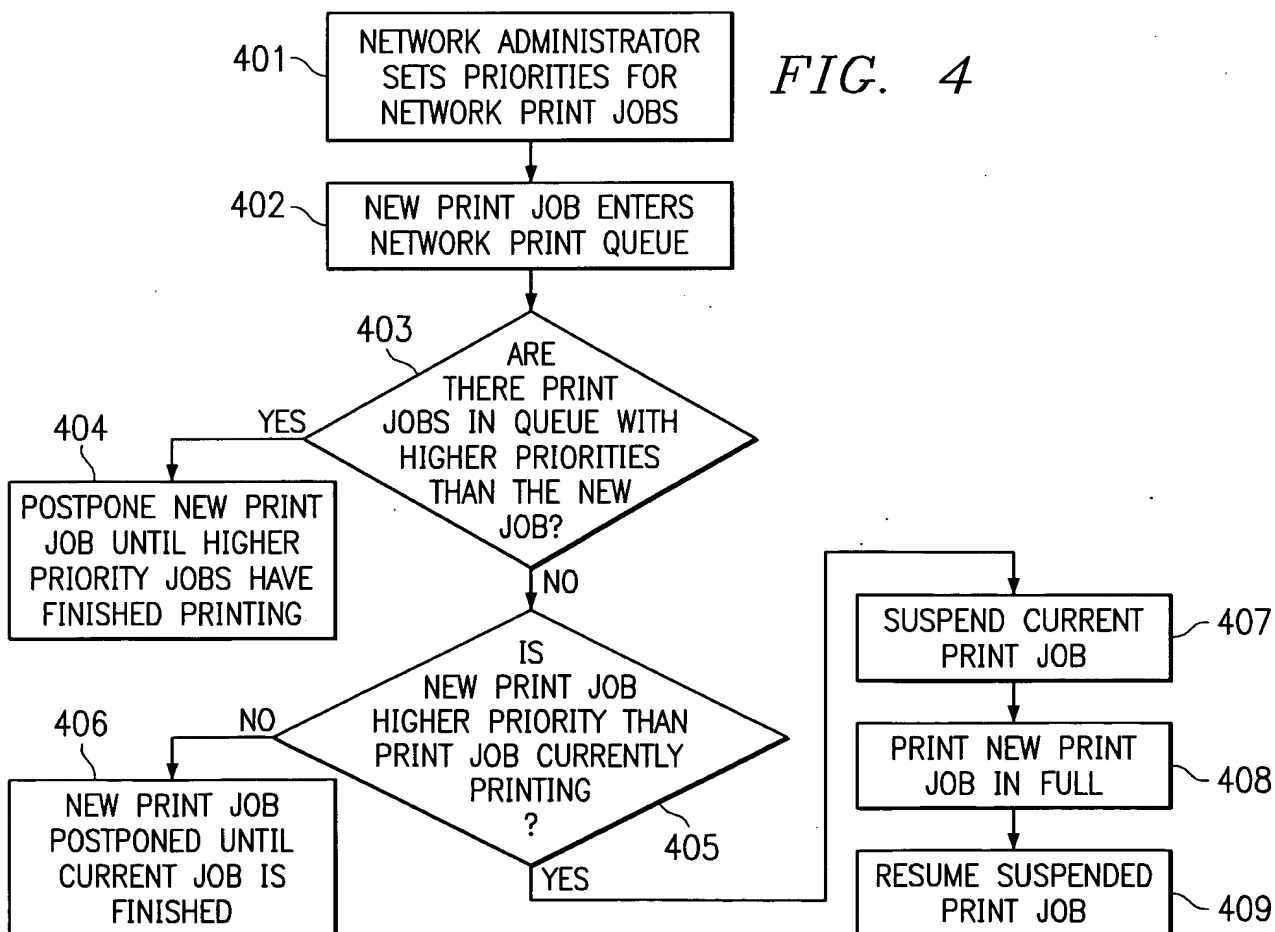 FIG. 4
401
NETWORK ADMINISTRATOR
SETS PRIORITIES FOR
NETWORK PRINT JOBS
402
NEW PRINT JOB ENTERS
NETWORK PRINT QUEUE
403
ARE
THERE PRINT
JOBS IN QUEUE WITH
HIGHER PRIORITIES
THAN THE NEW
JOB?
YES
404
POSTPONE NEW PRINT
JOB UNTIL HIGHER
PRIORITY JOBS HAVE
FINISHED PRINTING
NO
IS
NEW PRINT JOB
HIGHER PRIORITY THAN
PRINT JOB CURRENTLY
PRINTING
?
405
NO
406
NEW PRINT JOB
POSTPONED UNTIL
CURRENT JOB IS
FINISHED
YES
SUSPEND CURRENT
PRINT JOB
407
PRINT NEW PRINT
JOB IN FULL
408
RESUME SUSPENDED
PRINT JOB
409